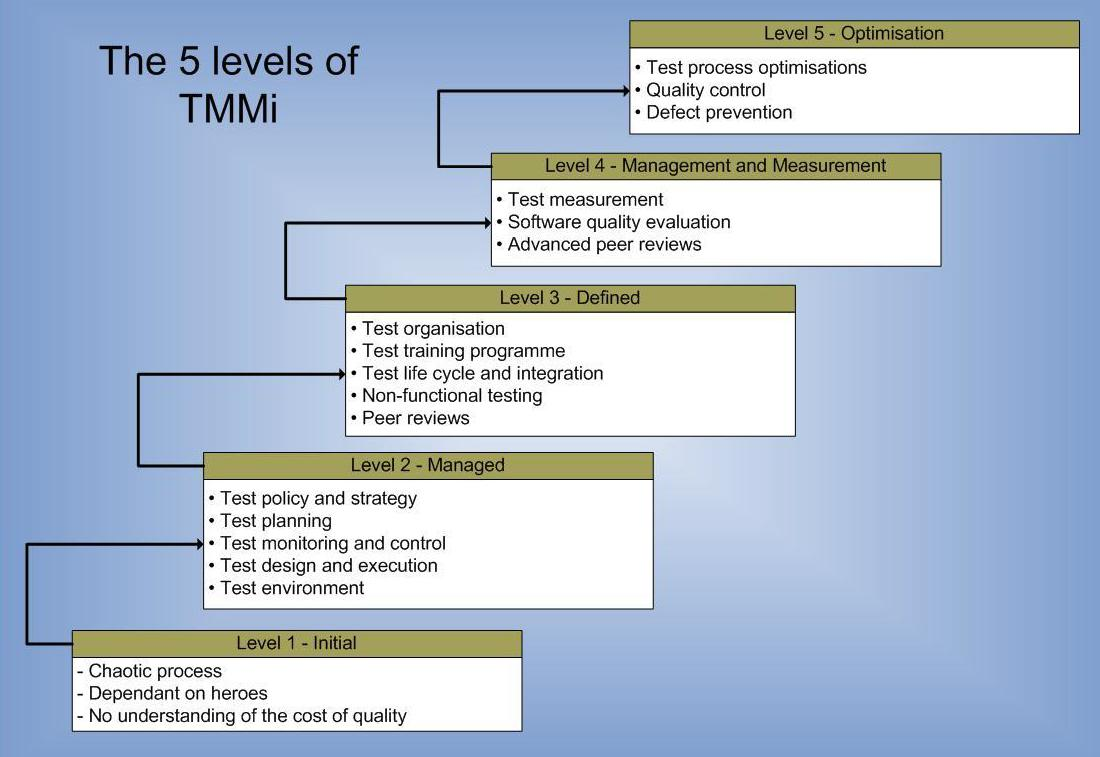 The 5 levels of
TMMi
Level 5 - Optimisation
• Test process optimisations
• Quality control
• Defect prevention
Level 4 - Management and Measurement
• Test measurement
• Software quality evaluation
• Advanced peer reviews
Level 3 - Defined
• Test organisation
• Test training programme
• Test life cycle and integration
• Non-functional testing
• Peer reviews
Level 2 - Managed
• Test policy and strategy
• Test planning
• Test monitoring and control
• Test design and execution
• Test environment
Level 1 - Initial
- Chaotic process
- Dependant on heroes
- No understanding of the cost of quality